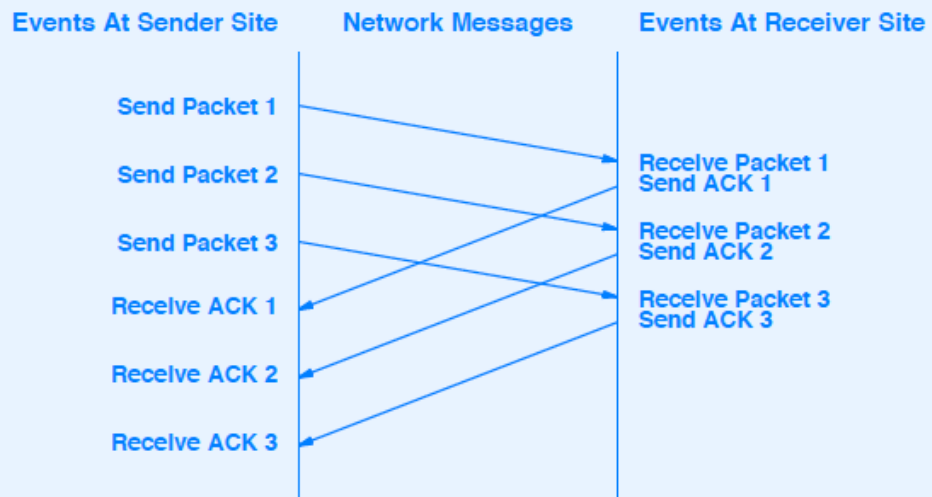 Events At Sender Site
Network Messages
Events At Receiver Site
Send Packet 1
Receive Packet 1
Send ACK 1
Send Packet 2
Receive Packet 2
Send ACK 2
Send Packet 3
Receive Packet 3
Send ACK 3
Receive ACK 1
Receive ACK 2
Receive ACK 3